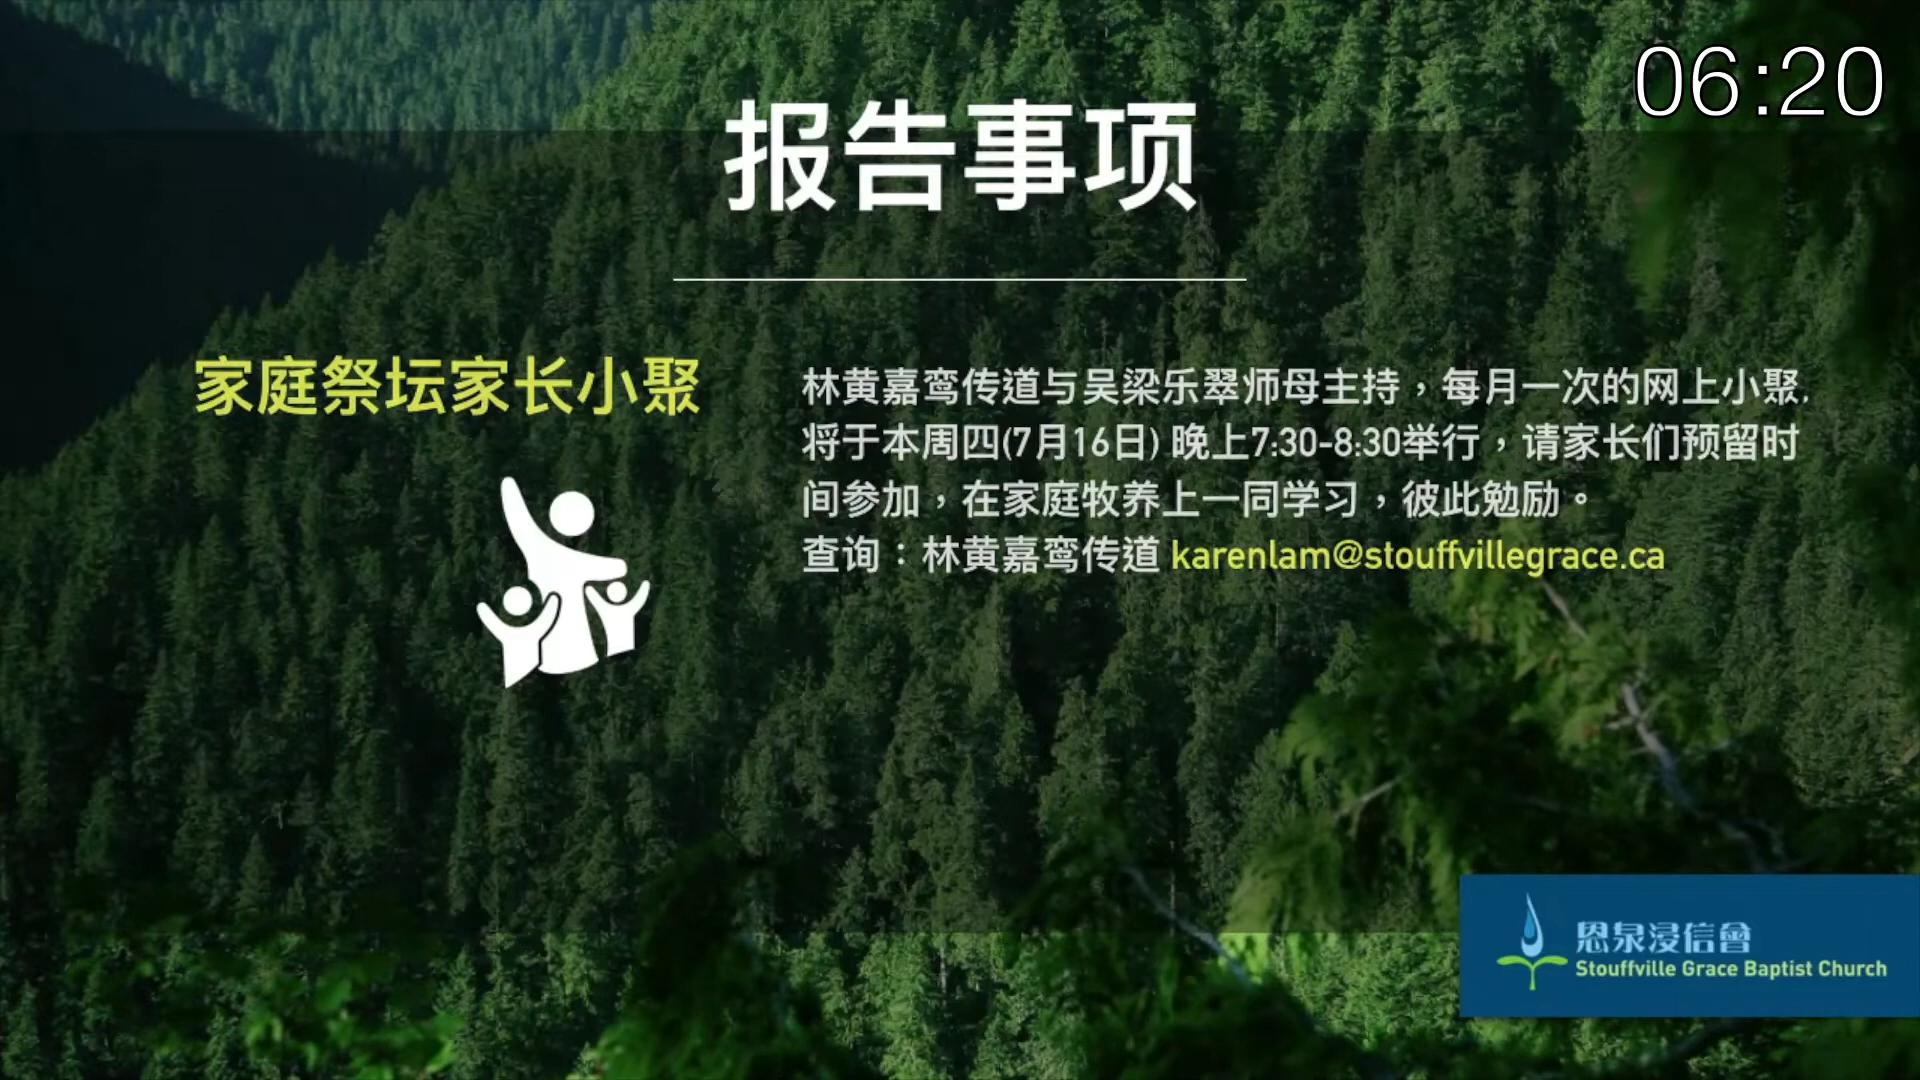 06:20
报告事项
家庭祭坛家长小聚
林黄嘉鸾传道与吴梁乐翠师母主持，每月一次的网上小聚.
将于本周四(7月16日) 晚上7:30-8:30举行，请家长们预留时
间参加，在家庭牧养上一同学习，彼此勉励。
查询：林黄嘉鸾传道 karenlam@stouffvillegrace.ca
恩泉浸信會
Stouffville Grace Baptist Church